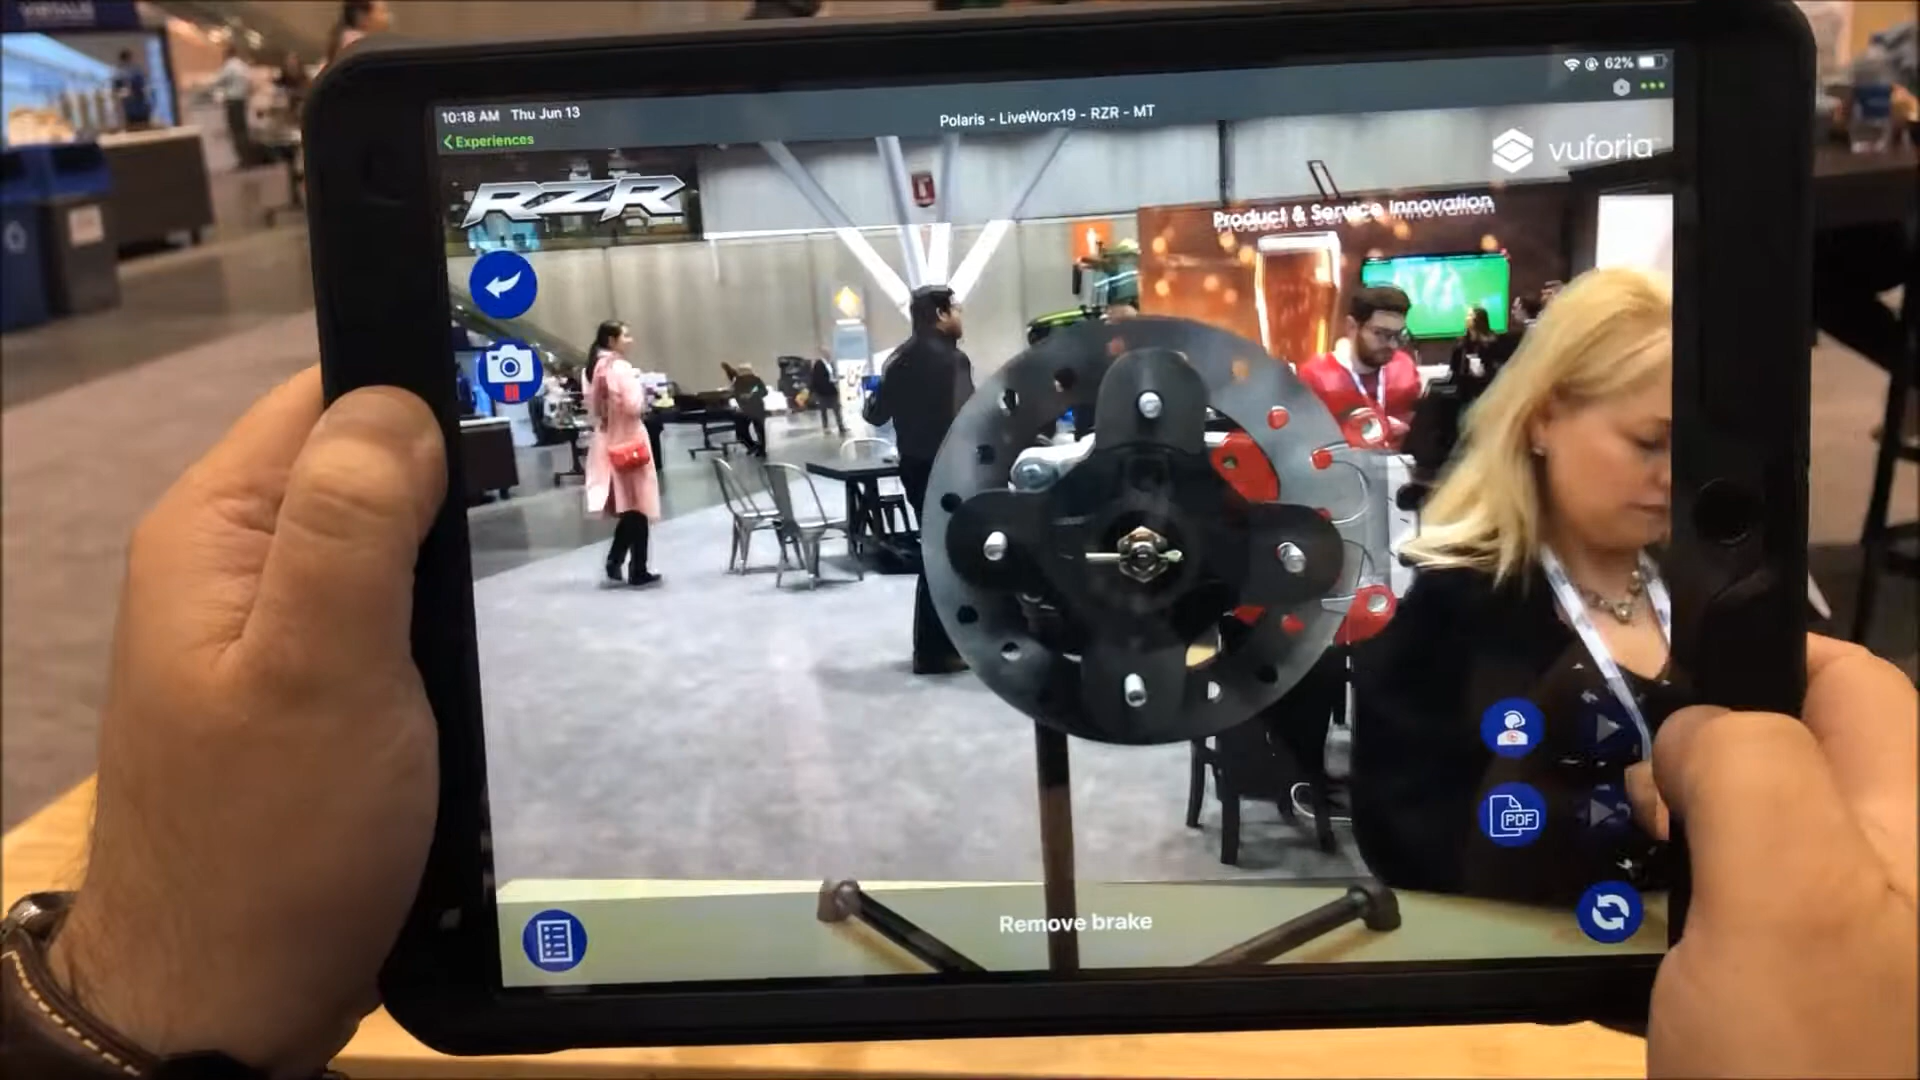 10:18 AM Thu Jun 13
62%
Polaris - LiveWorx19 - RZR - MT
Experiences
vuforia
RZR
Product & Service Innovation
PDF
Remove brake